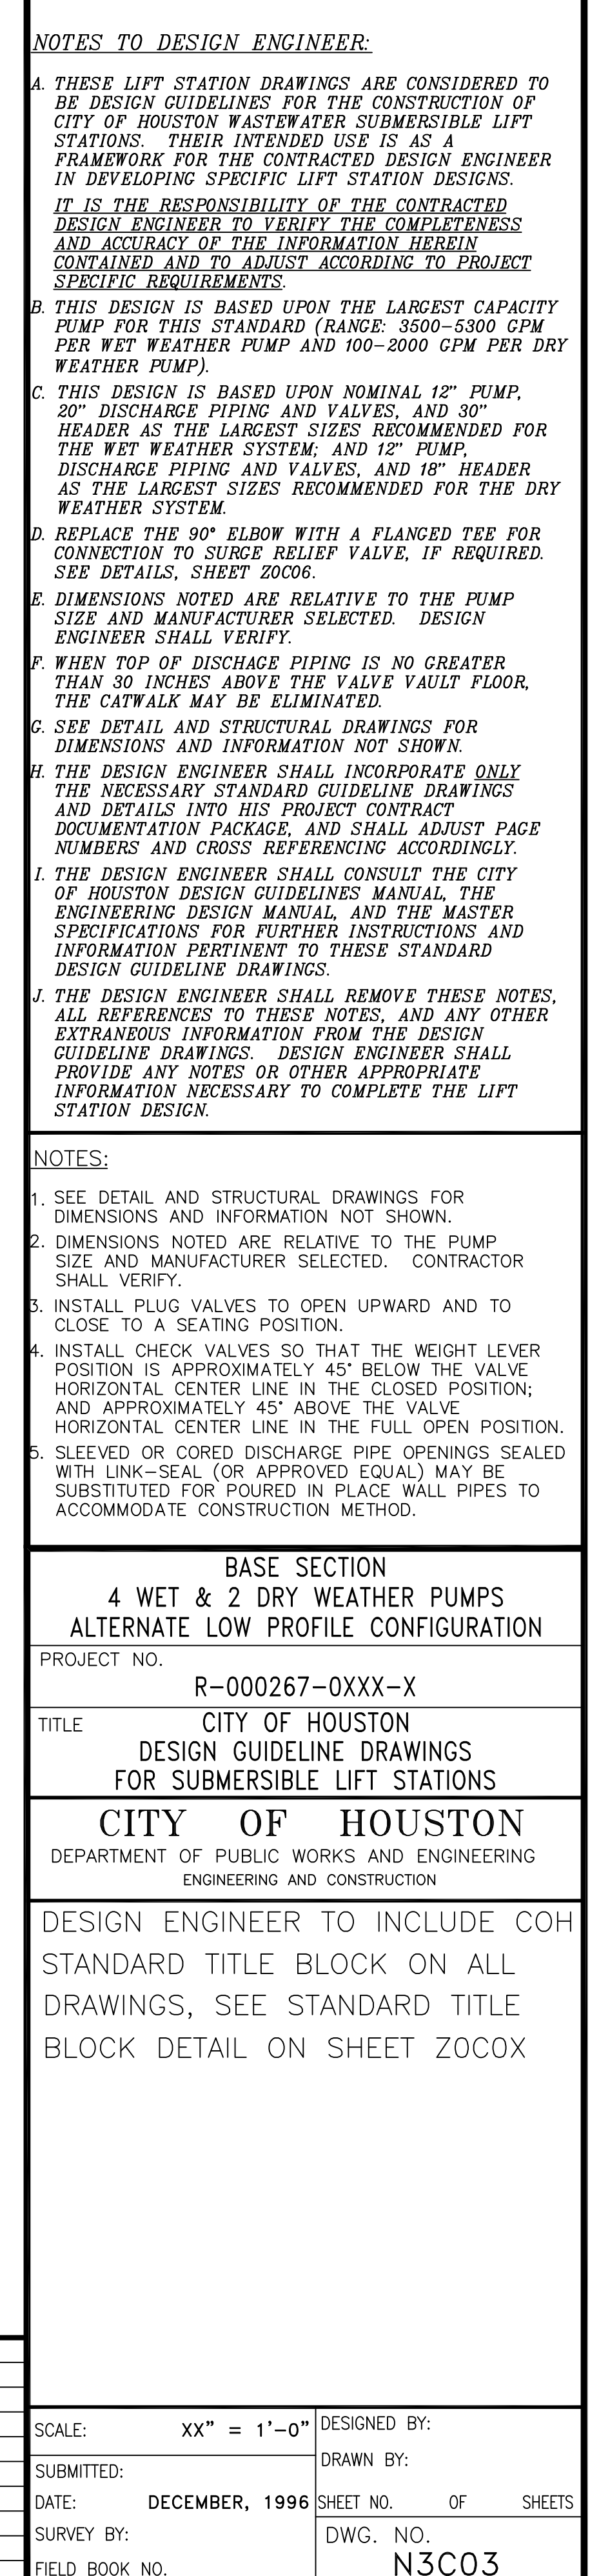 NOTES TO DESIGN ENGINEER:
A. THESE LIFT STATION DRAWINGS ARE CONSIDERED TO
BE DESIGN GUIDELINES FOR THE CONSTRUCTION OF
CITY OF HOUSTON WASTEWATER SUBMERSIBLE LIFT
STATIONS. THEIR INTENDED USE IS AS A
FRAMEWORK FOR THE CONTRACTED DESIGN ENGINEER
IN DEVELOPING SPECIFIC LIFT STATION DESIGNS.
IT IS THE RESPONSIBILITY OF THE CONTRACTED
DESIGN ENGINEER TO VERIFY THE COMPLETENESS
AND ACCURACY OF THE INFORMATION HEREIN
CONTAINED AND TO ADJUST ACCORDING TO PROJECT
SPECIFIC REQUIREMENTS.
B. THIS DESIGN IS BASED UPON THE LARGEST CAPACITY
PUMP FOR THIS STANDARD (RANGE: 3500-5300 GPM
PER WET WEATHER PUMP AND 100-2000 GPM PER DRY
WEATHER PUMP).
C. THIS DESIGN IS BASED UPON NOMINAL 12" PUMP,
20" DISCHARGE PIPING AND VALVES, AND 30"
HEADER AS THE LARGEST SIZES RECOMMENDED FOR
THE WET WEATHER SYSTEM; AND 12" PUMP,
DISCHARGE PIPING AND VALVES, AND 18" HEADER
AS THE LARGEST SIZES RECOMMENDED FOR THE DRY
WEATHER SYSTEM.
D. REPLACE THE 90° ELBOW WITH A FLANGED TEE FOR
CONNECTION TO SURGE RELIEF VALVE, IF REQUIRED.
SEE DETAILS, SHEET Z0C06.
E. DIMENSIONS NOTED ARE RELATIVE TO THE PUMP
SIZE AND MANUFACTURER SELECTED. DESIGN
ENGINEER SHALL VERIFY.
F. WHEN TOP OF DISCHAGE PIPING IS NO GREATER
THAN 30 INCHES ABOVE THE VALVE VAULT FLOOR,
THE CATWALK MAY BE ELIMINATED.
G. SEE DETAIL AND STRUCTURAL DRAWINGS FOR
DIMENSIONS AND INFORMATION NOT SHOWN.
H. THE DESIGN ENGINEER SHALL INCORPORATE ONLY
THE NECESSARY STANDARD GUIDELINE DRAWINGS
AND DETAILS INTO HIS PROJECT CONTRACT
DOCUMENTATION PACKAGE, AND SHALL ADJUST PAGE
NUMBERS AND CROSS REFERENCING ACCORDINGLY.
I. THE DESIGN ENGINEER SHALL CONSULT THE CITY
OF HOUSTON DESIGN GUIDELINES MANUAL, THE
ENGINEERING DESIGN MANUAL, AND THE MASTER
SPECIFICATIONS FOR FURTHER INSTRUCTIONS AND
INFORMATION PERTINENT TO THESE STANDARD
DESIGN GUIDELINE DRAWINGS.
J. THE DESIGN ENGINEER SHALL REMOVE THESE NOTES,
ALL REFERENCES TO THESE NOTES, AND ANY OTHER
EXTRANEOUS INFORMATION FROM THE DESIGN
GUIDELINE DRAWINGS. DESIGN ENGINEER SHALL
PROVIDE ANY NOTES OR OTHER APPROPRIATE
INFORMATION NECESSARY TO COMPLETE THE LIFT
STATION DESIGN.
NOTES:
1. SEE DETAIL AND STRUCTURAL DRAWINGS FOR
DIMENSIONS AND INFORMATION NOT SHOWN.
2. DIMENSIONS NOTED ARE RELATIVE TO THE PUMP
SIZE AND MANUFACTURER SELECTED. CONTRACTOR
SHALL VERIFY.
3. INSTALL PLUG VALVES TO OPEN UPWARD AND TO
CLOSE TO A SEATING POSITION.
4. INSTALL CHECK VALVES SO THAT THE WEIGHT LEVER
POSITION IS APPROXIMATELY 45° BELOW THE VALVE
HORIZONTAL CENTER LINE IN THE CLOSED POSITION;
AND APPROXIMATELY 45° ABOVE THE VALVE
HORIZONTAL CENTER LINE IN THE FULL OPEN POSITION.
5. SLEEVED OR CORED DISCHARGE PIPE OPENINGS SEALED
WITH LINK-SEAL (OR APPROVED EQUAL) MAY BE
SUBSTITUTED FOR POURED IN PLACE WALL PIPES TO
ACCOMMODATE CONSTRUCTION METHOD.
BASE SECTION
4 WET & 2 DRY WEATHER PUMPS
ALTERNATE LOW PROFILE CONFIGURATION
PROJECT NO.
R-000267-0XXX-X
TITLE CITY OF HOUSTON
DESIGN GUIDELINE DRAWINGS
FOR SUBMERSIBLE LIFT STATIONS
CITY OF HOUSTON
DEPARTMENT OF PUBLIC WORKS AND ENGINEERING
ENGINEERING AND CONSTRUCTION
DESIGN ENGINEER TO INCLUDE COH
STANDARD TITLE BLOCK ON ALL
DRAWINGS, SEE STANDARD TITLE
BLOCK DETAIL ON SHEET Z0C0X
SCALE: XX" = 1'-0"
DESIGNED BY:
DRAWN BY:
SUBMITTED:
DATE: DECEMBER, 1996
SHEET NO. OF SHEETS
SURVEY BY:
DWG. NO.
N3C03
FIELD BOOK NO.